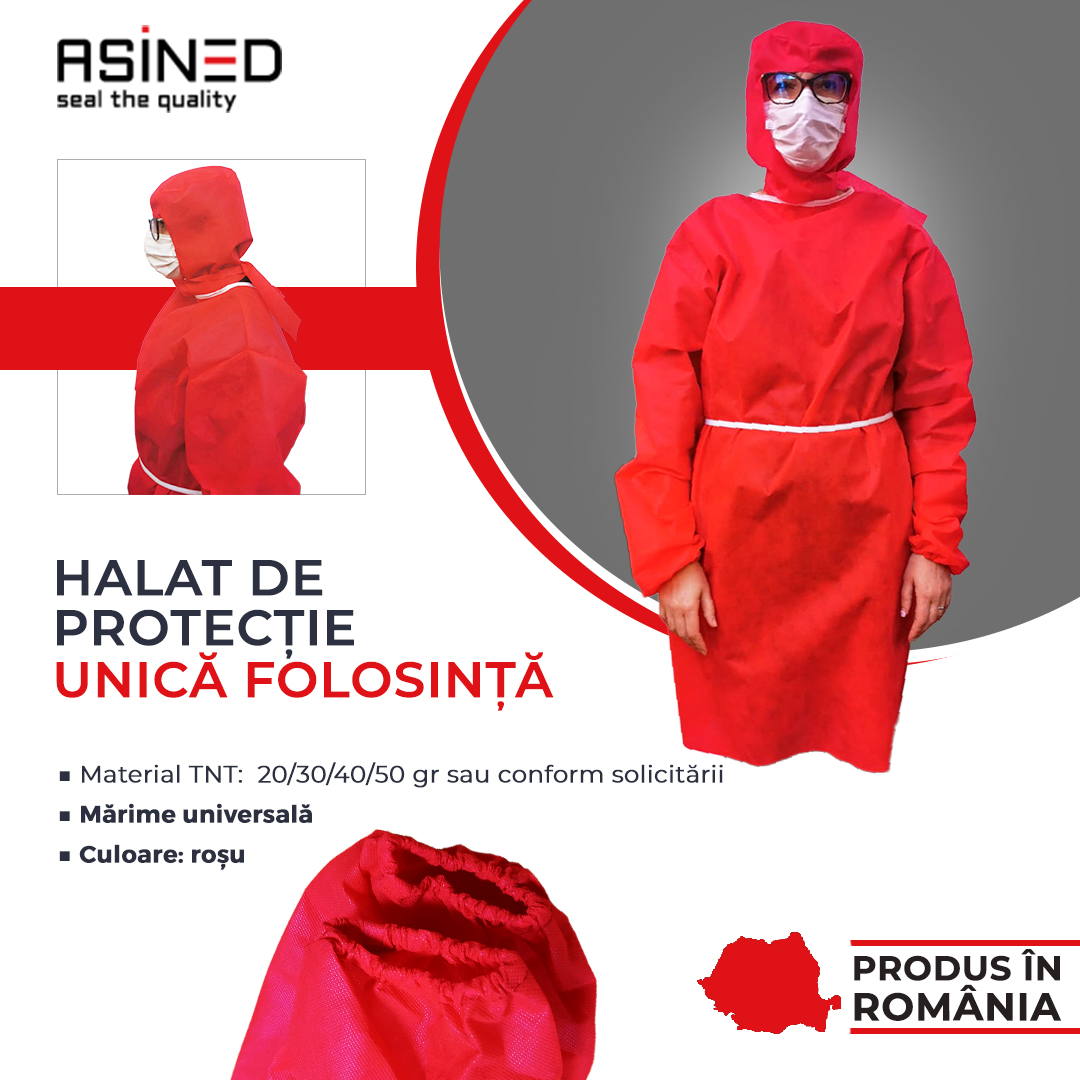 ASINED
seal the quality
HALAT DE
PROTECȚIE
UNICĂ FOLOSINȚĂ
▪ Material TNT: 20/30/40/50 gr sau conform solicitării
▪ Mărime universală
▪ Culoare: roșu
PRODUS ÎN
ROMÂNIA